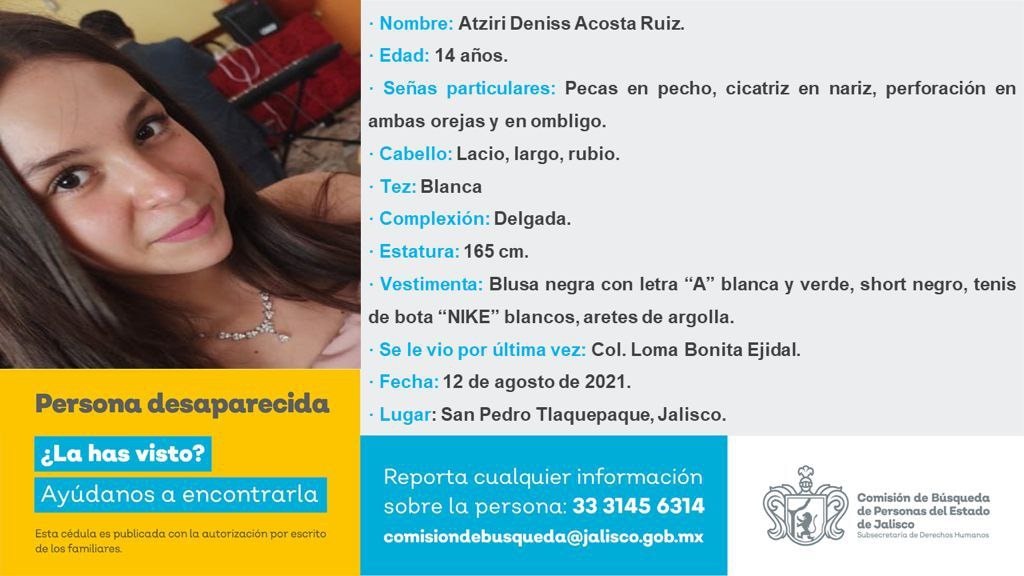 · Nombre: Atziri Deniss Acosta Ruiz.
· Edad: 14 años.
· Señas particulares: Pecas en pecho, cicatriz en nariz, perforación en
ambas orejas y en ombligo.
· Cabello: Lacio, largo, rubio.
· Tez: Blanca
· Complexión: Delgada.
· Estatura: 165 cm.
· Vestimenta: Blusa negra con letra “A” blanca y verde, short negro, tenis
de bota “NIKE” blancos, aretes de argolla.
· Se le vio por última vez: Col. Loma Bonita Ejidal.
· Fecha: 12 de agosto de 2021.
· Lugar: San Pedro Tlaquepaque, Jalisco.
Persona desaparecida
¿La has visto?
Ayúdanos a encontrarla
Esta cédula es publicada con la autorización por escrito
de los familiares.
Reporta cualquier información
sobre la persona: 33 3145 6314
comisiondebusqueda@jalisco.gob.mx
Comisión de Búsqueda
de Personas del Estado
de Jalisco
Subsecretaría de Derechos Humanos